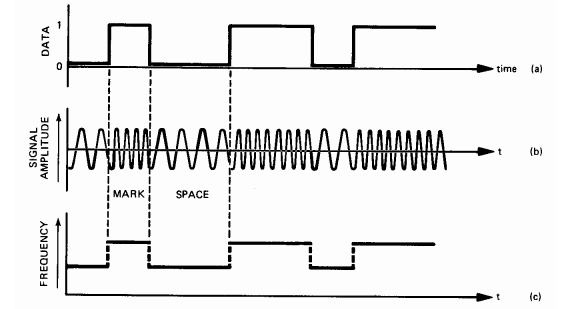 DATA
1
0
time (a)
SIGNAL
AMPLITUDE
t (b)
MARK SPACE
FREQUENCY
t (c)